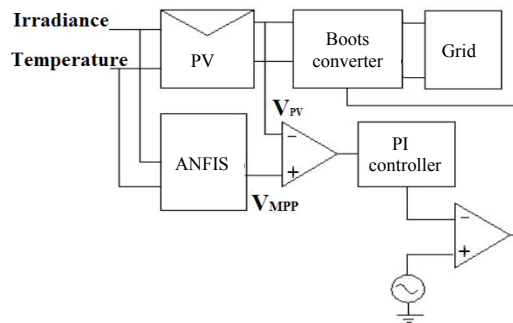 Irradiance
Temperature
PV
Boots
converter
Grid
VPV
ANFIS
PI
controller
VMPP
−
+
−
+